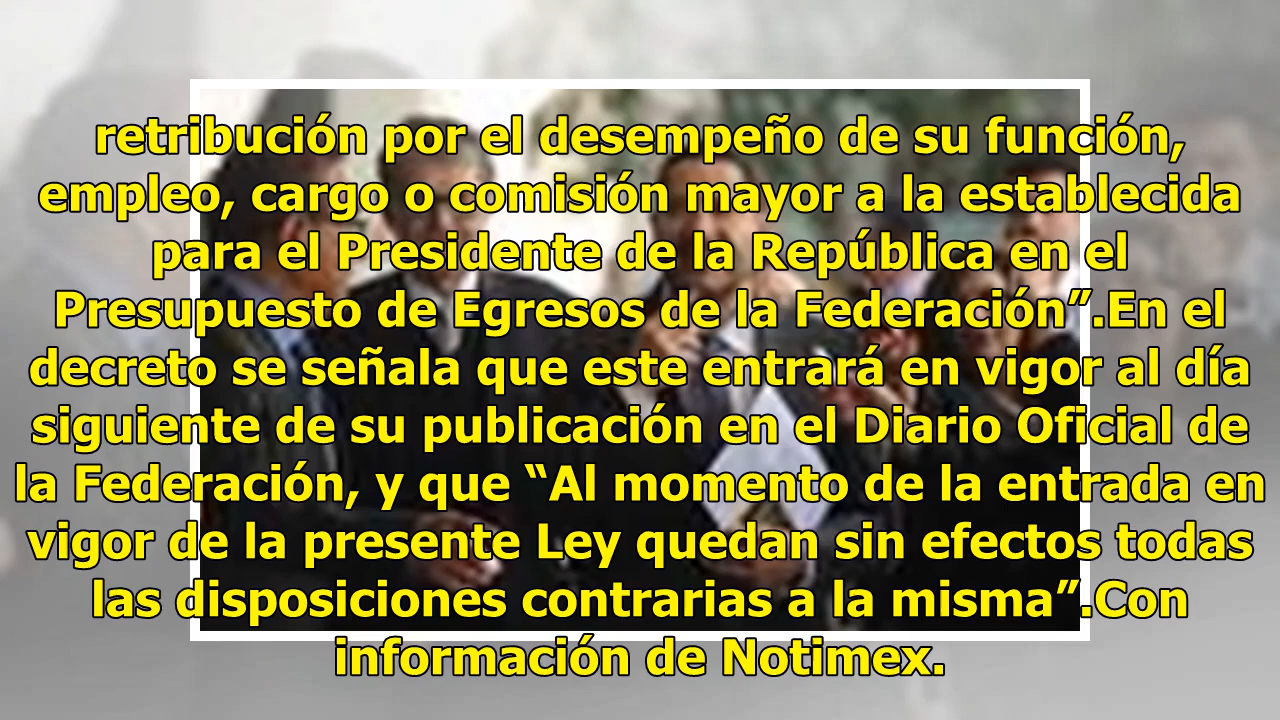 retribución por el desempeño de su función,
empleo, cargo o comisión mayor a la establecida
para el Presidente de la República en el
Presupuesto de Egresos de la Federación”.En el
decreto se señala que este entrará en vigor al día
siguiente de su publicación en el Diario Oficial de
la Federación, y que “Al momento de la entrada en
vigor de la presente Ley quedan sin efectos todas
las disposiciones contrarias a la misma”.Con
información de Notimex.